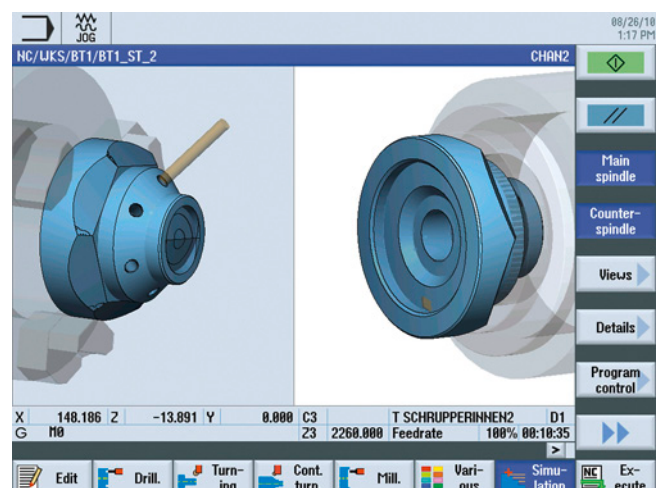 JOG
08/26/10
1:17 PM
NC/WKS/BT1/BT1_ST_2 CHAN2
Main
spindle
Counter-
spindle
Views
Details
Program
control
X 148.186 Z -13.891 Y 0.000 C3 T SCHRUPPERINNEN2 D1
G M0 Z3 2260.000 Feedrate 100% 00:10:35
>
Edit
Drill.
Turn-
ing
Cont.
turn.
Mill.
Vari-
ous
Simu-
lation
NC
Ex-
ecute